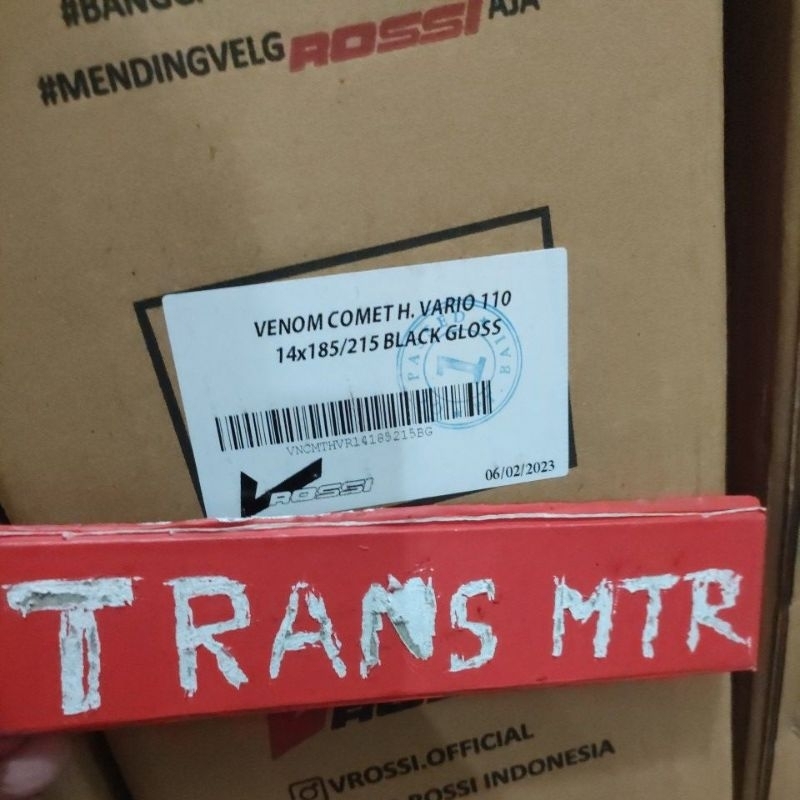 #MENDINGVELG ROSSI AJA
VENOM COMET H. VARIO 110
14x185/215 BLACK GLOSS
VNCMTHVR14185215BG
VROSSI
06/02/2023
TRANS MTR
VROSSI.OFFICIAL
ROSSI INDONESIA